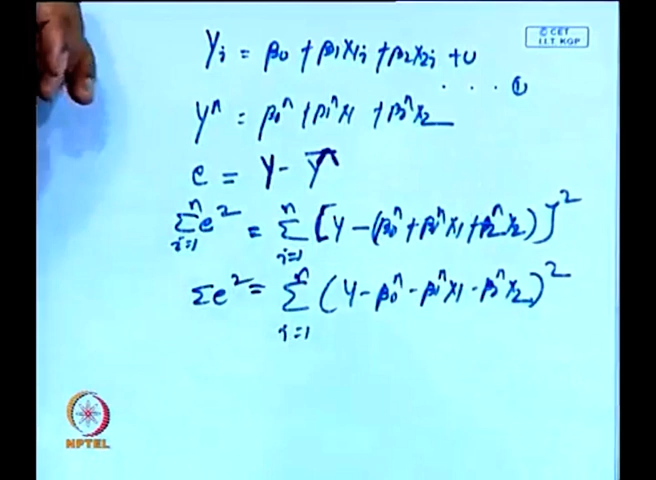 © CET
I.I.T. KGP
Yi = β0 + β1X1i + β2X2i + U
. . . . ①
Y^ = β0^ + β1^X1 + β2^X2
e = Y - Y^
n Σ i=1 e² = n Σ i=1 [Y - (β0^ + β1^X1 + β2^X2)]²
Σe² = n Σ i=1 (Y - β0^ - β1^X1 - β2^X2)²
NPTEL